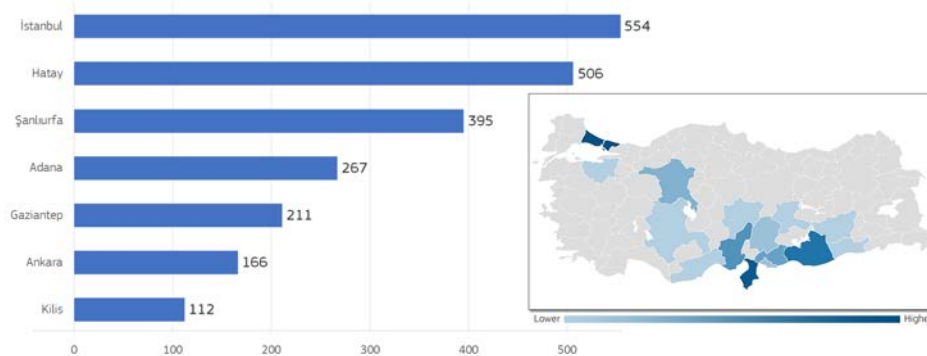 İstanbul 554
Hatay 506
Şanlıurfa 395
Adana 267
Gaziantep 211
Ankara 166
Kilis 112
Lower Highe
0 100 200 300 400 500